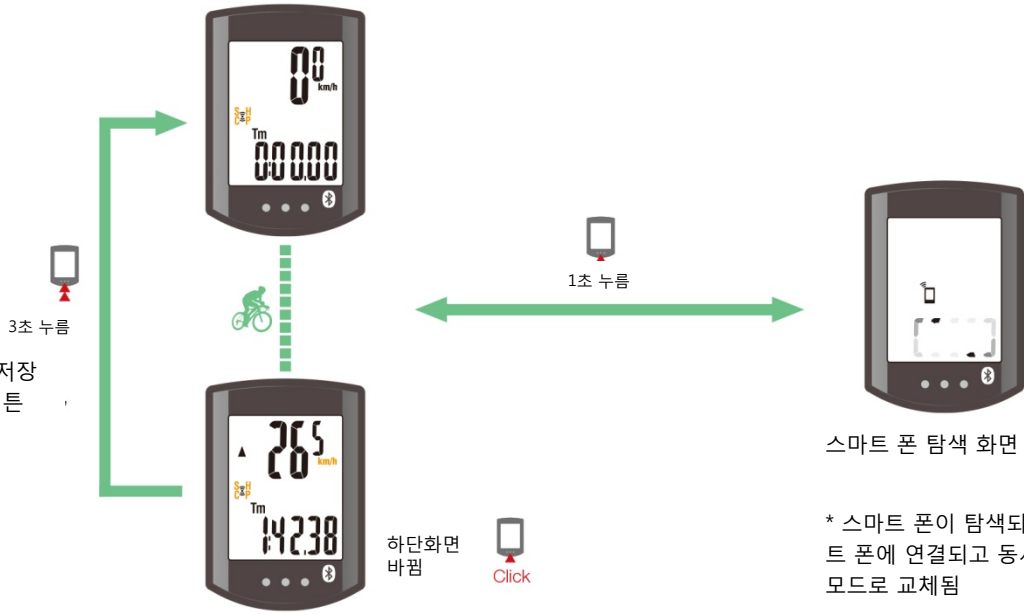 0 0
km/h
S H
C P
Tm
0:00.00
1초 누름
3초 누름
저장
튼 ,
26 5
km/h
S H
C P
Tm
1:42.38
하단화면
바뀜
Click
스마트 폰 탐색 화면
* 스마트 폰이 탐색되
트 폰에 연결되고
모드로 교체됨